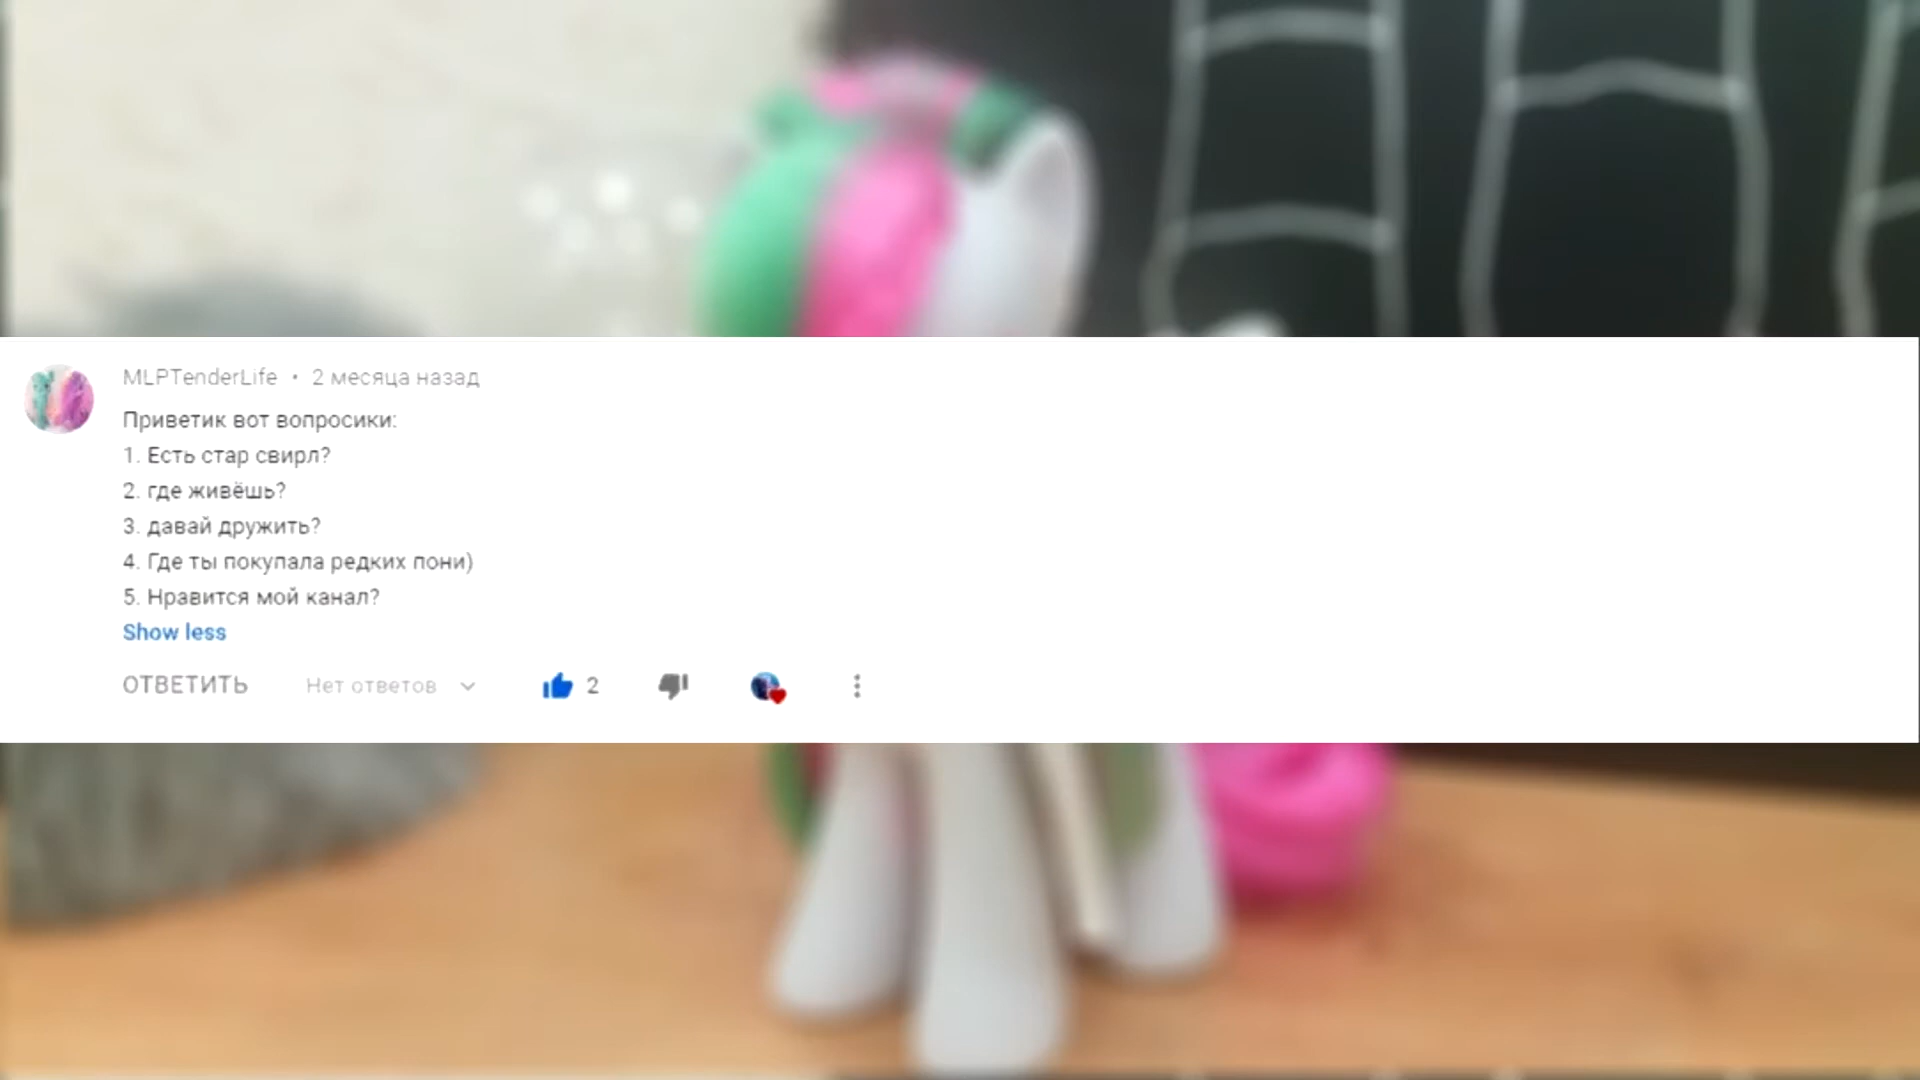 MLPTenderLife • 2 месяца назад
Приветик вот вопросики:
1. Есть стар свирл?
2. где живёшь?
3. давай дружить?
4. Где ты покупала редких пони)
5. Нравится мой канал?
Show less
ОТВЕТИТЬ Нет ответов 2